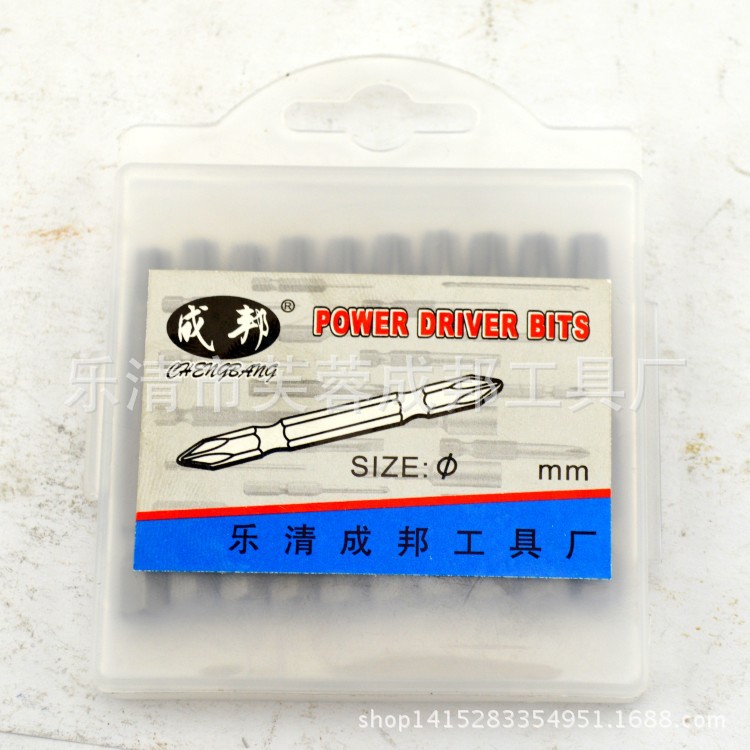 成邦®
POWER DRIVER BITS
CHENGBANG
乐清市芙蓉成邦工具厂
SIZE: Φ mm
乐清成邦工具厂
shop1415283354951.1688.com